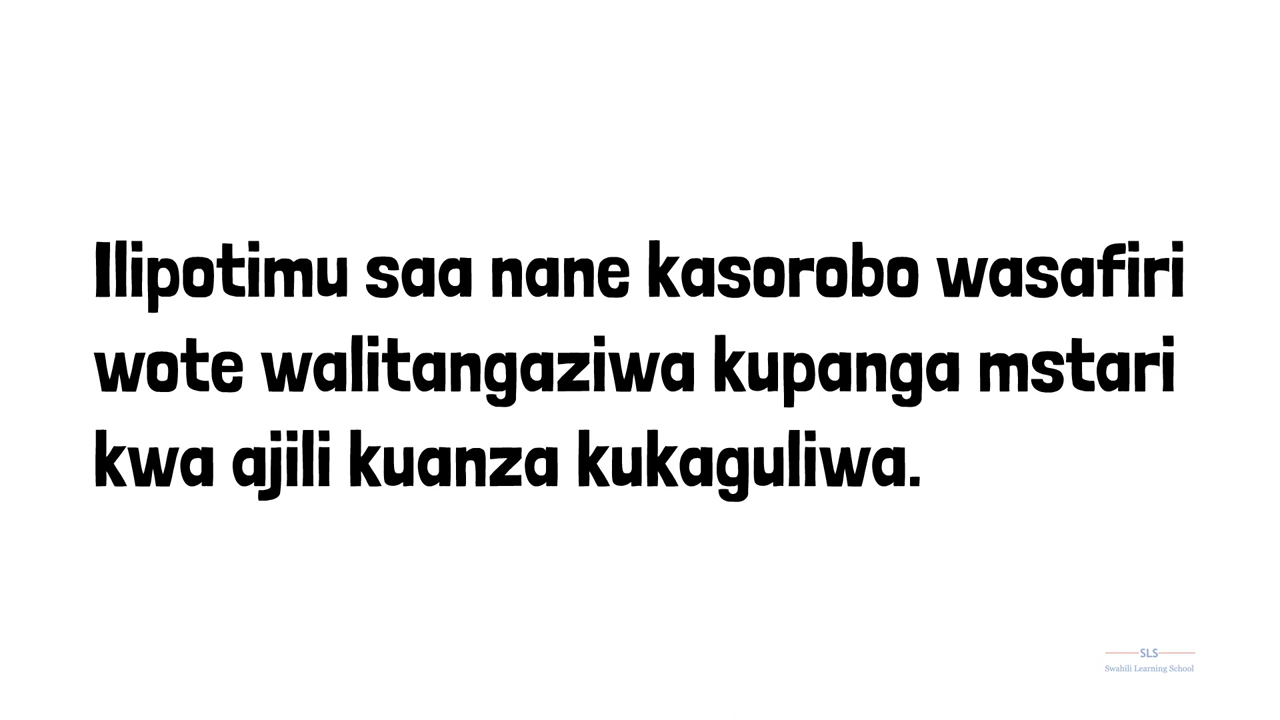 Ilipotimu saa nane kasorobo wasafiri
wote walitangaziwa kupanga mstari
kwa ajili kuanza kukaguliwa.
SLS
Swahili Learning School